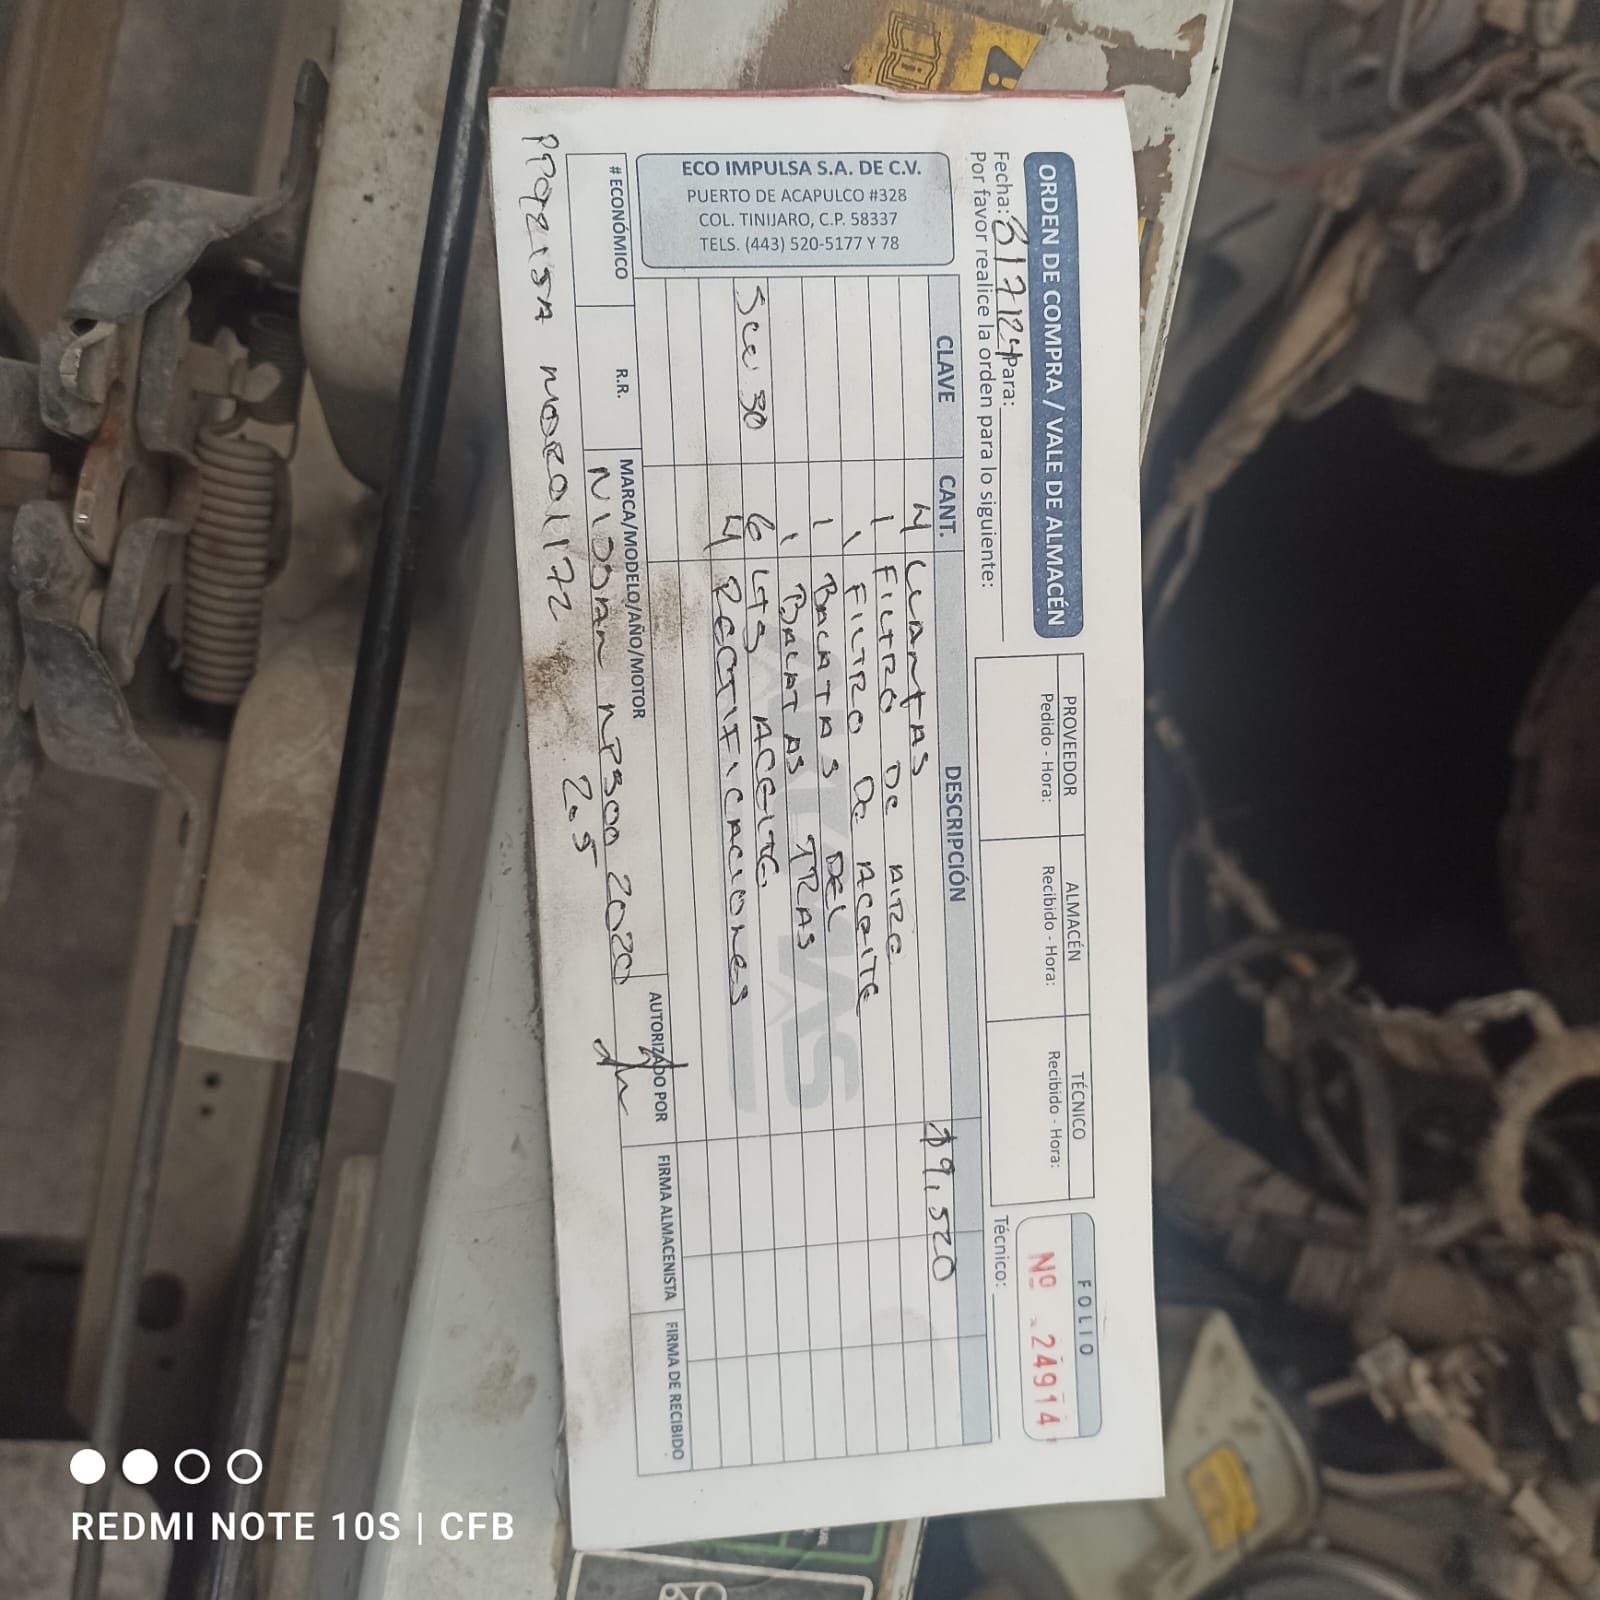 ORDEN DE COMPRA / VALE DE ALMACÉN
Fecha: 8/7/24 Para:
Por favor realice la orden para lo siguiente:
PROVEEDOR
Pedido - Hora:
ALMACÉN
Recibido - Hora:
TÉCNICO
Recibido - Hora:
FOLIO
Nº 24914
Técnico:
ECO IMPULSA S.A. DE C.V.
PUERTO DE ACAPULCO #328
COL. TINIJARO, C.P. 58337
TELS. (443) 520-5177 Y 78
CLAVE CANT. DESCRIPCIÓN
4 LLANTAS $9,520
1 FILTRO DE AIRE
1 FILTRO DE ACEITE
1 BALATAS DEL
1 BALATAS TRAS
5W30 6 LTS ACEITE
4 RECTIFICACIONES
# ECONÓMICO R.R. MARCA/MODELO/AÑO/MOTOR AUTORIZADO POR FIRMA ALMACENISTA FIRMA DE RECIBIDO
NISSAN NP300 2020
2.5
REDMI NOTE 10S | CFB